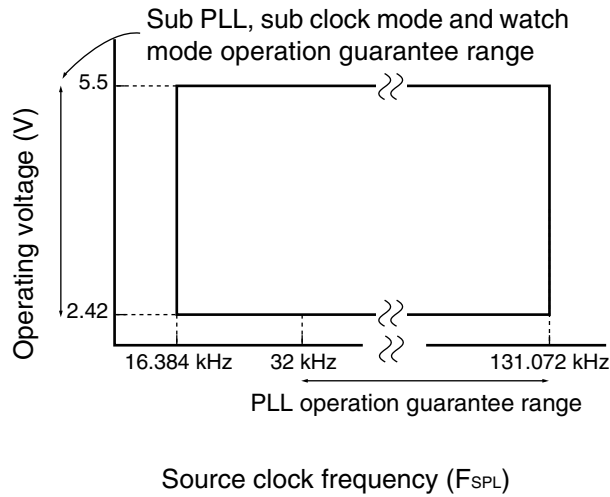 Sub PLL, sub clock mode and watch
mode operation guarantee range
5.5
Operating voltage (V)
2.42
16.384 kHz
32 kHz
131.072 kHz
PLL operation guarantee range
Source clock frequency (FSPL)